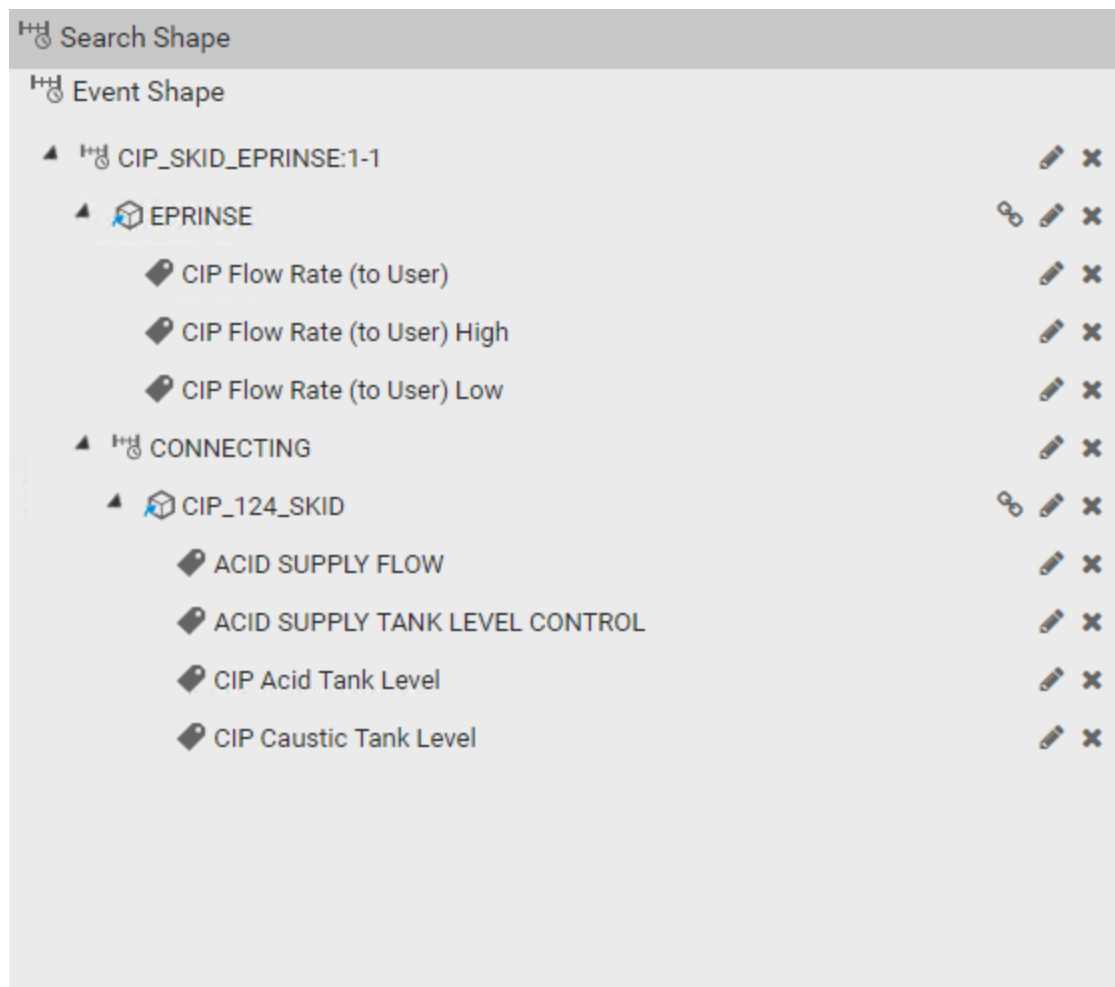 Search Shape
Event Shape
CIP_SKID_EPRINSE:1-1
EPRINSE
CIP Flow Rate (to User)
CIP Flow Rate (to User) High
CIP Flow Rate (to User) Low
CONNECTING
CIP_124_SKID
ACID SUPPLY FLOW
ACID SUPPLY TANK LEVEL CONTROL
CIP Acid Tank Level
CIP Caustic Tank Level